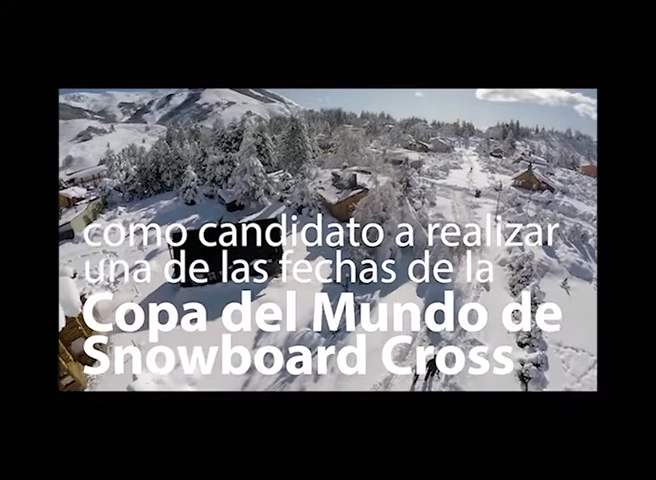 como candidato a realizar
una de las fechas de la
Copa del Mundo de
Snowboard Cross